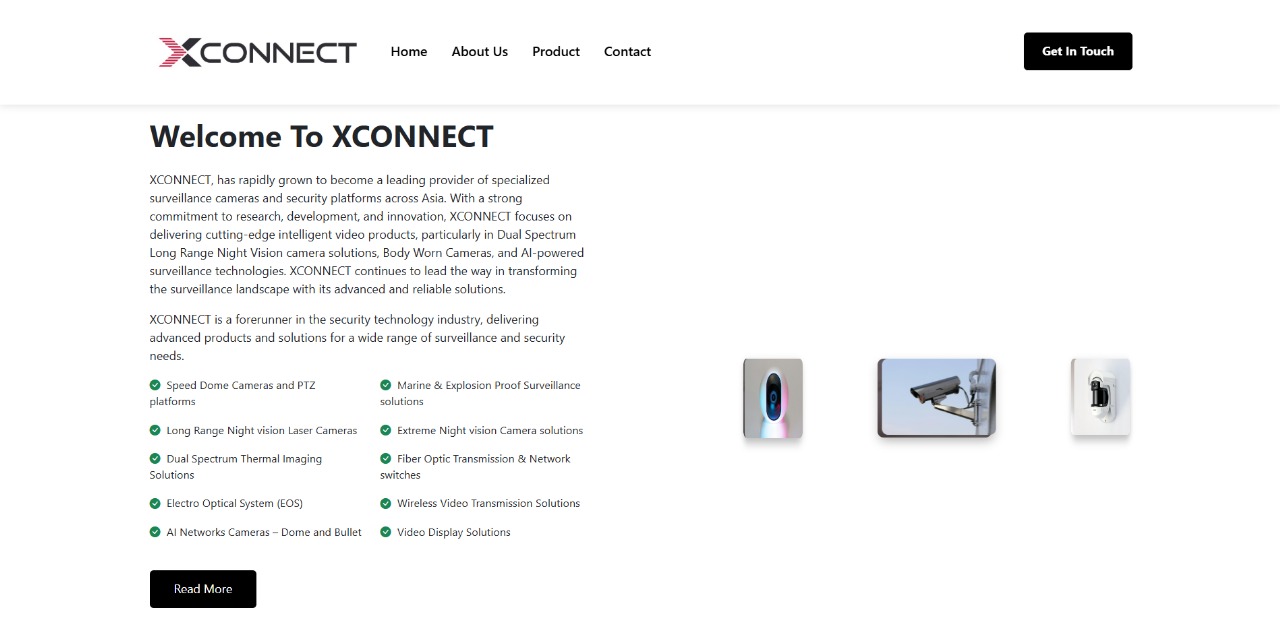 XCONNECT
Home
About Us
Product
Contact
Get In Touch
Welcome To XCONNECT
XCONNECT, has rapidly grown to become a leading provider of specialized
surveillance cameras and security platforms across Asia. With a strong
commitment to research, development, and innovation, XCONNECT focuses on
delivering cutting-edge intelligent video products, particularly in Dual Spectrum
Long Range Night Vision camera solutions, Body Worn Cameras, and AI-powered
surveillance technologies. XCONNECT continues to lead the way in transforming
the surveillance landscape with its advanced and reliable solutions.
XCONNECT is a forerunner in the security technology industry, delivering
advanced products and solutions for a wide range of surveillance and security
needs.
Speed Dome Cameras and PTZ
platforms
Long Range Night vision Laser Cameras
Dual Spectrum Thermal Imaging
Solutions
Electro Optical System (EOS)
AI Networks Cameras – Dome and Bullet
Marine & Explosion Proof Surveillance
solutions
Extreme Night vision Camera solutions
Fiber Optic Transmission & Network
switches
Wireless Video Transmission Solutions
Video Display Solutions
Read More